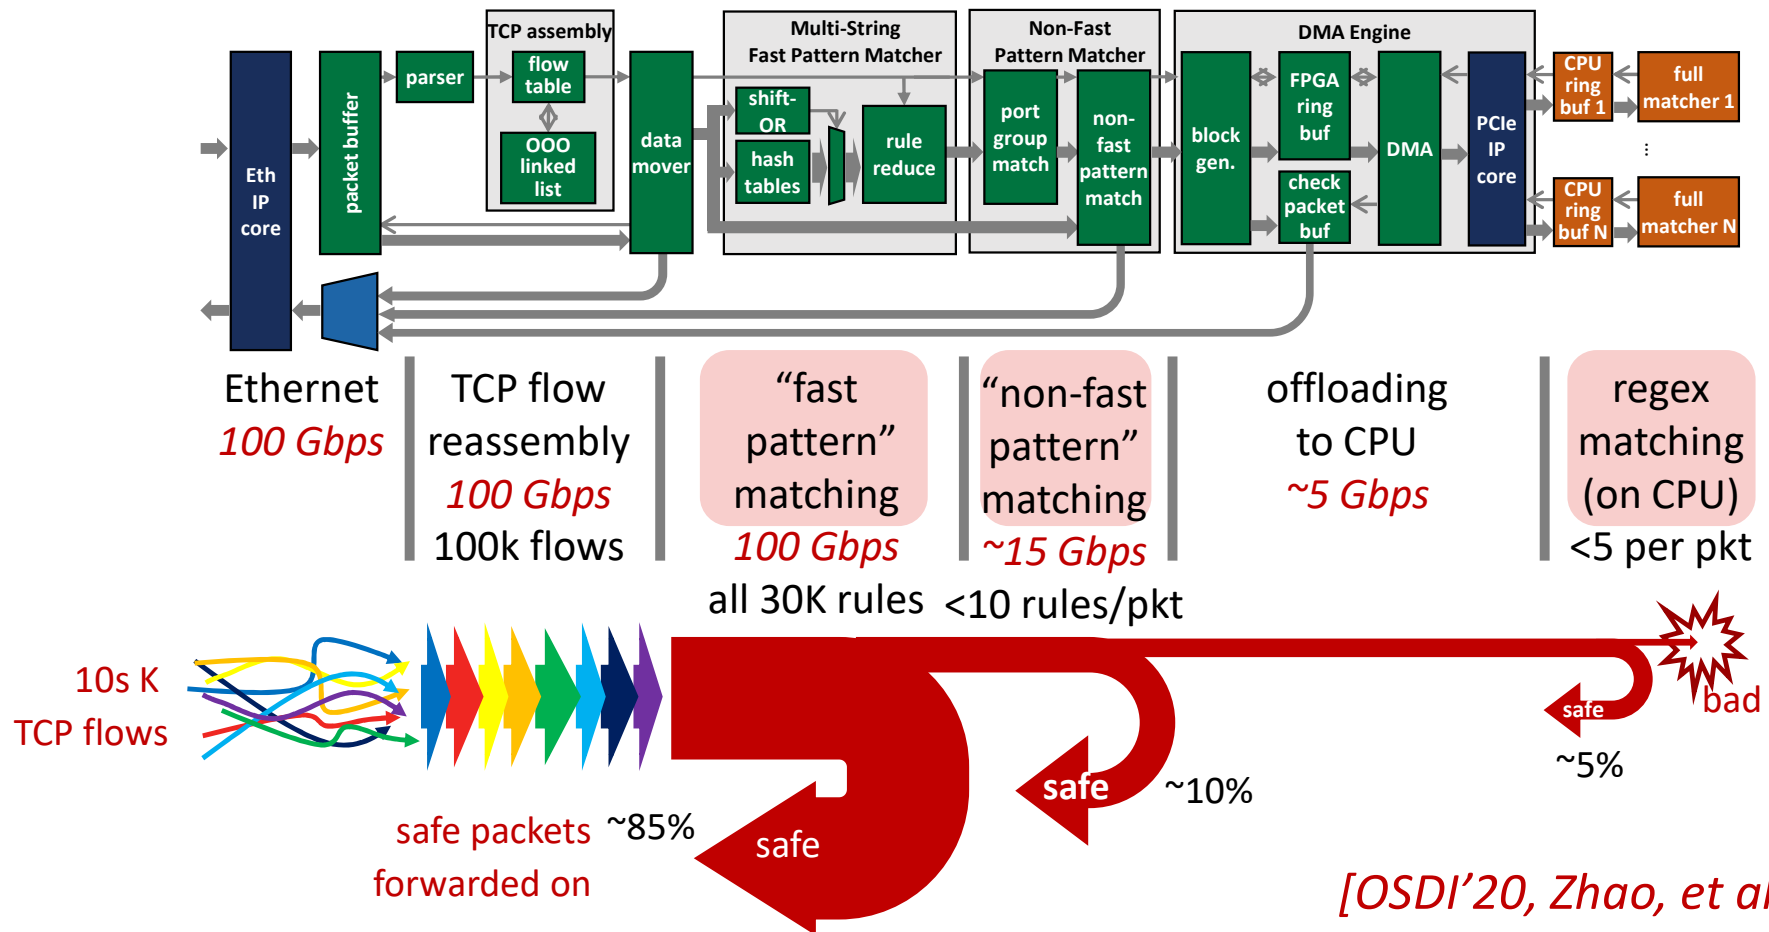 TCP assembly
Multi-String
Fast Pattern Matcher
Non-Fast
Pattern Matcher
DMA Engine
Eth
IP
core
packet buffer
parser
flow
table
OOO
linked
list
data
mover
shift-
OR
hash
tables
rule
reduce
port
group
match
non-
fast
pattern
match
block
gen.
FPGA
ring
buf
check
packet
buf
DMA
PCIe
IP
core
CPU
ring
buf 1
full
matcher 1
...
CPU
ring
buf N
full
matcher N
Ethernet
100 Gbps
TCP flow
reassembly
100 Gbps
100k flows
“fast
pattern”
matching
100 Gbps
all 30K rules
“non-fast
pattern”
matching
~15 Gbps
<10 rules/pkt
offloading
to CPU
~5 Gbps
regex
matching
(on CPU)
<5 per pkt
10s K
TCP flows
safe packets
forwarded on
~85%
safe
safe
~10%
safe
~5%
bad
[OSDI’20, Zhao, et al